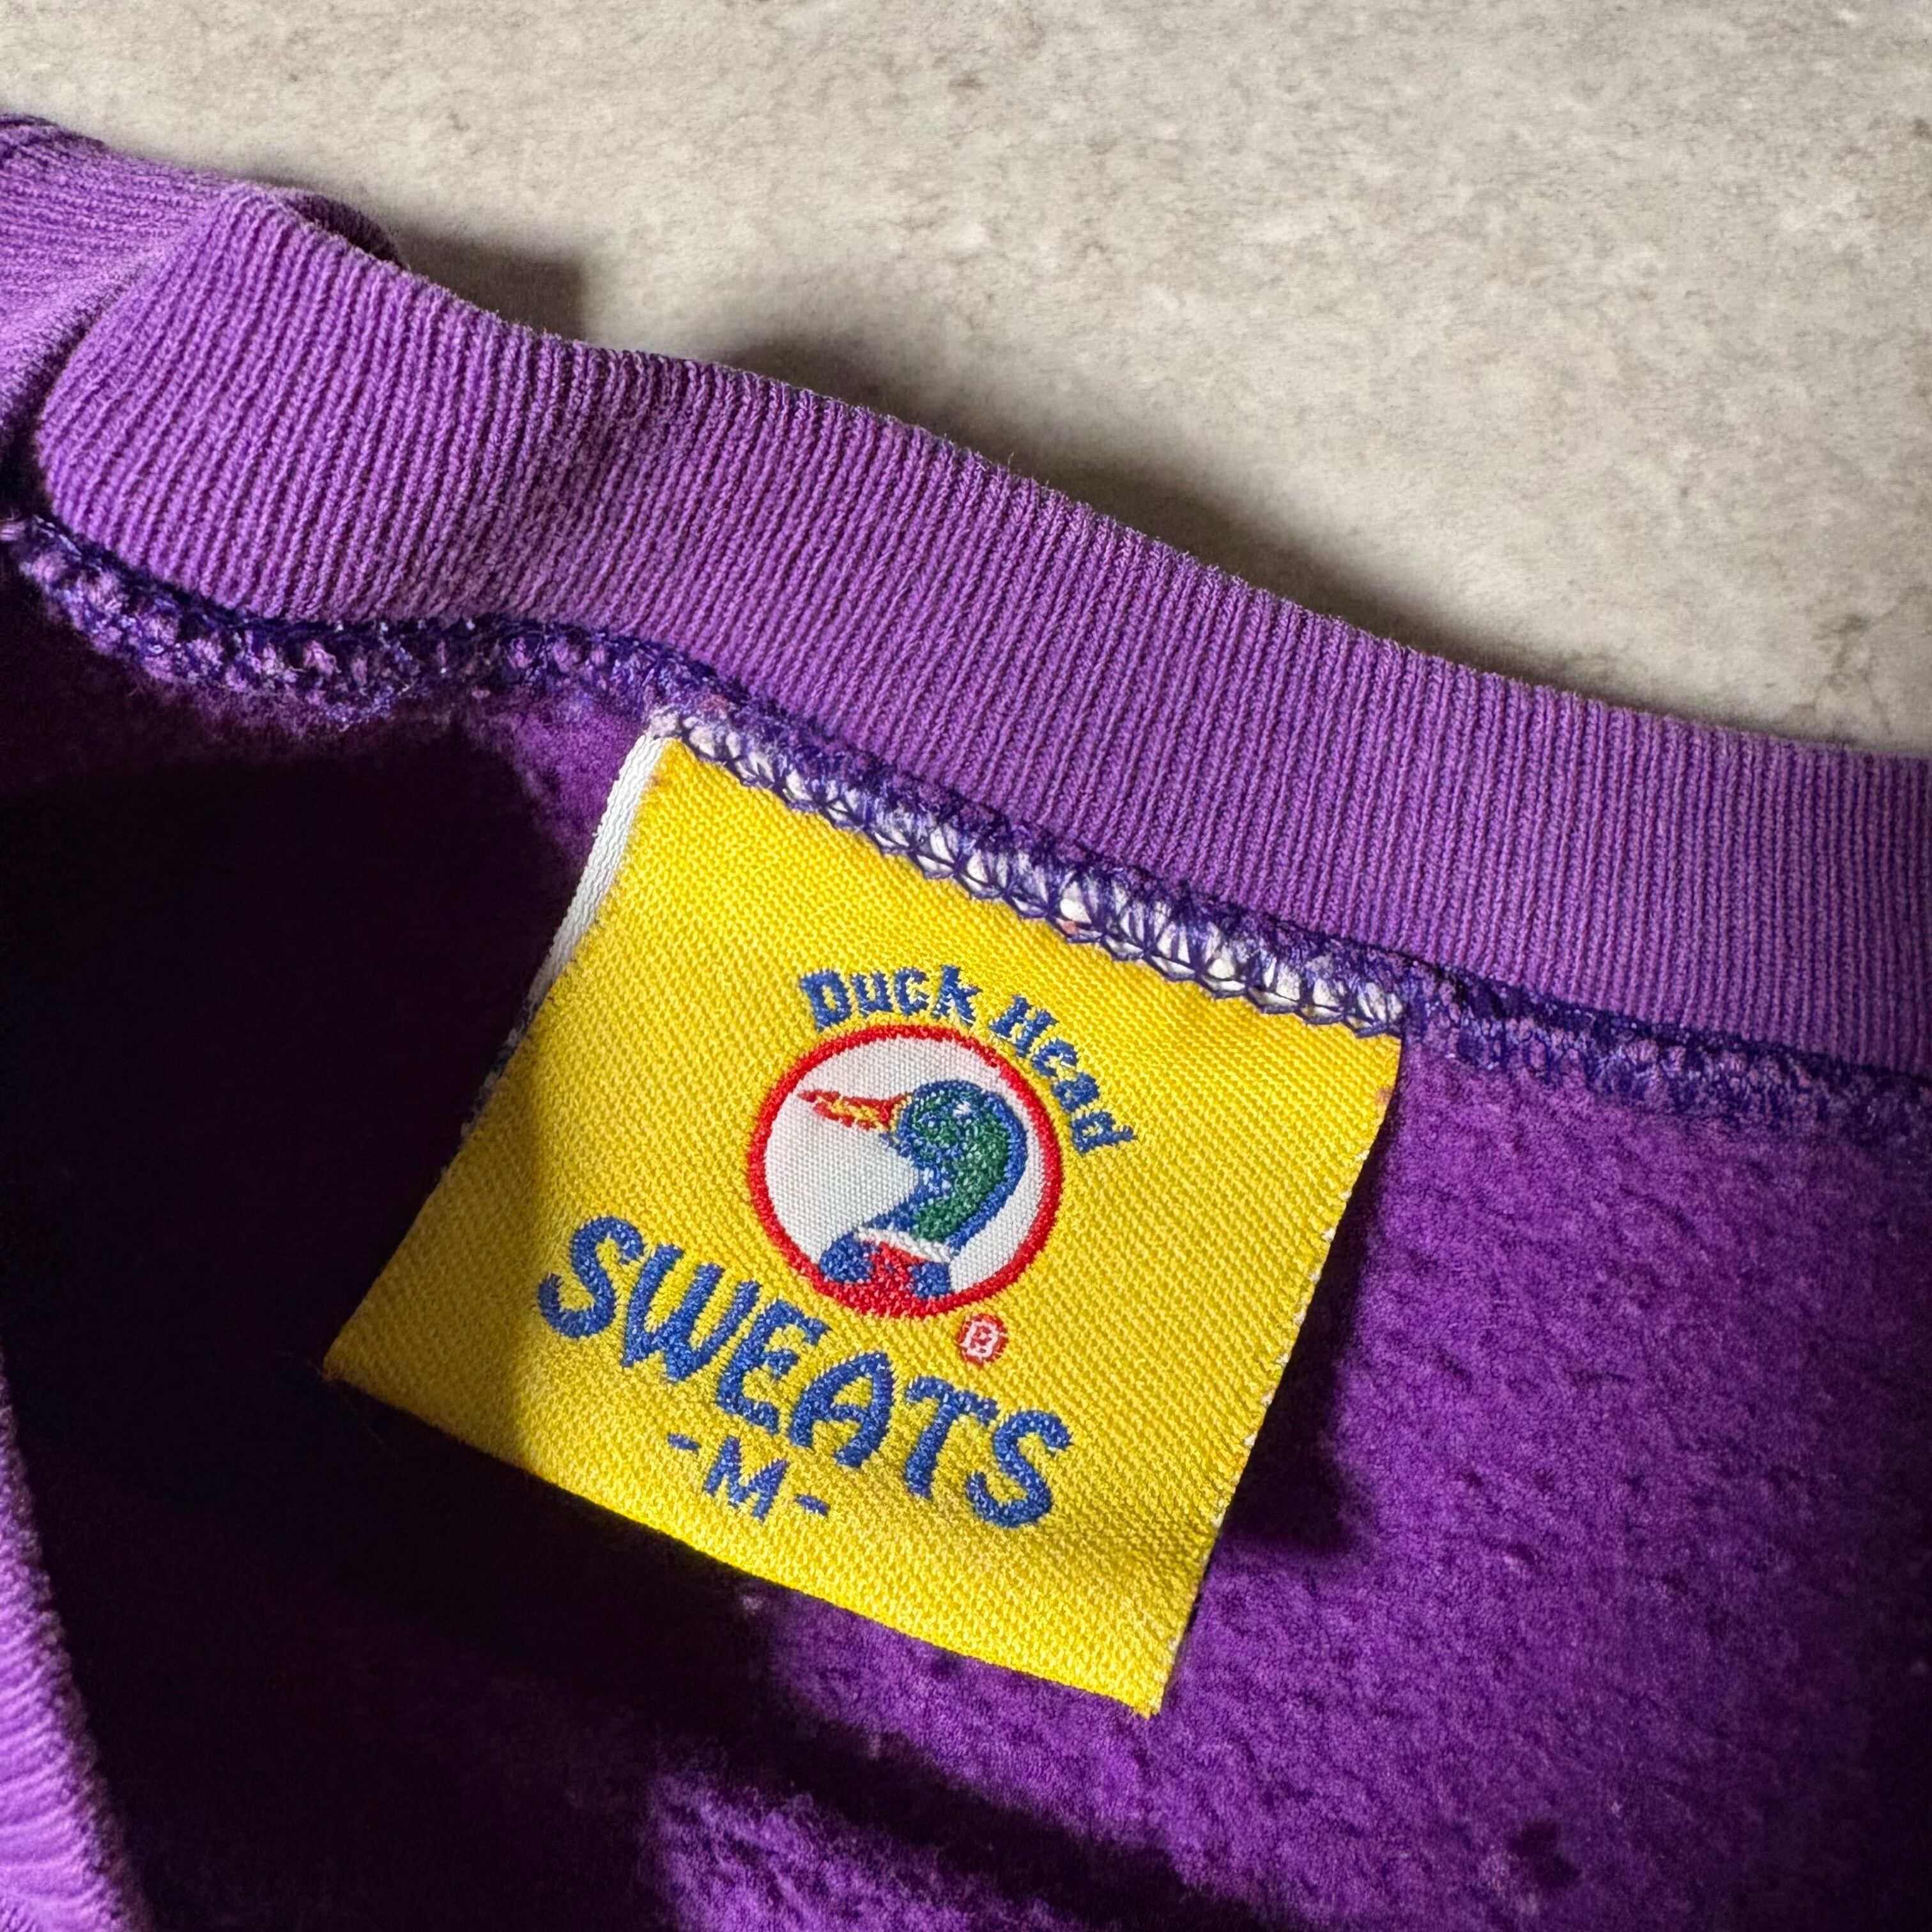 Duck Head
®
SWEATS
-M-